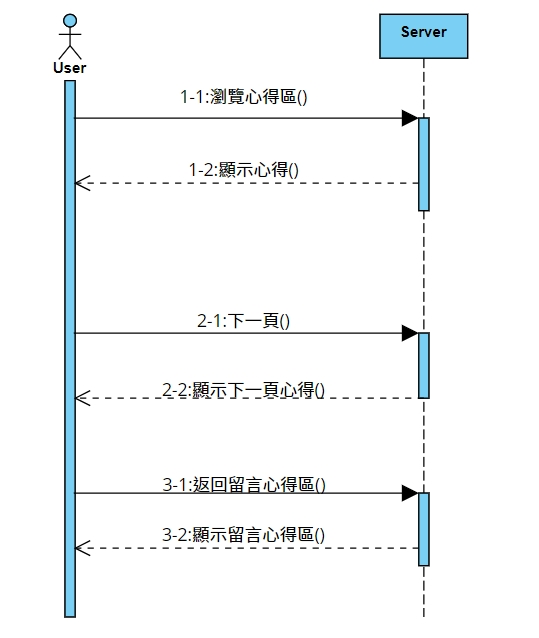 User
Server
1-1:瀏覽心得區()
1-2:顯示心得()
2-1:下一頁()
2-2:顯示下一頁心得()
3-1:返回留言心得區()
3-2:顯示留言心得區()